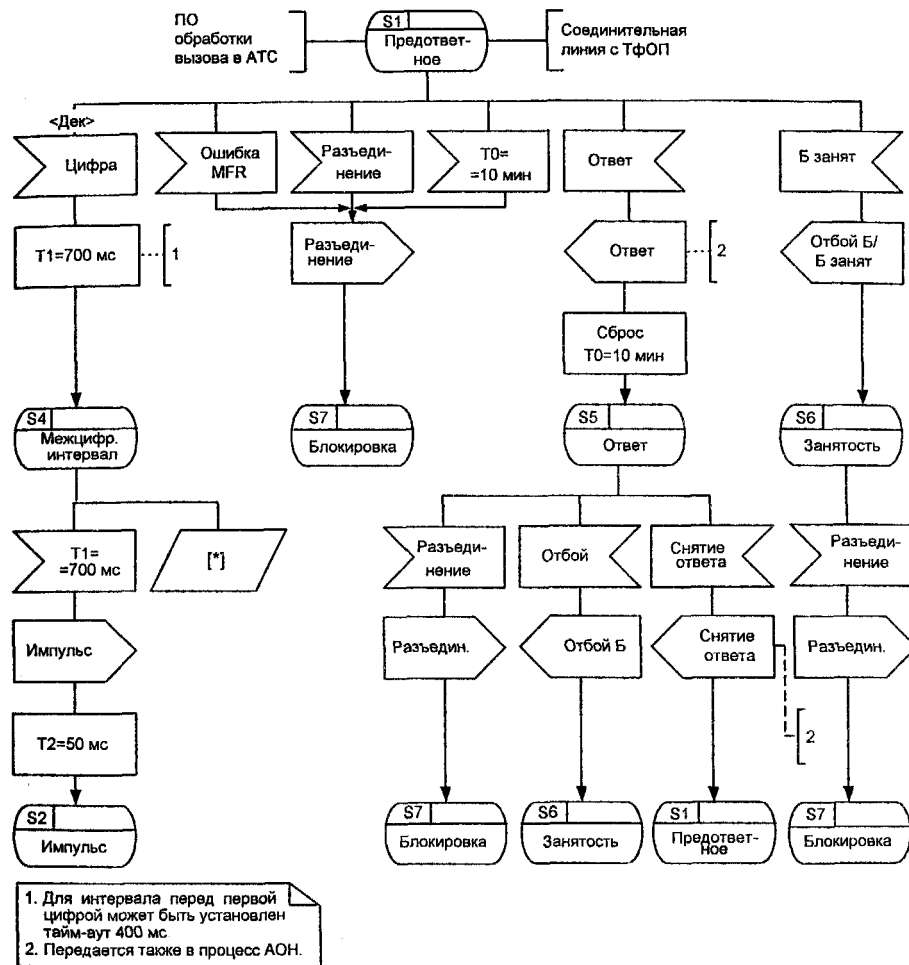 ПО
обработки
вызова в АТС
S1
Предответ-
ное
Соединительная
линия с ТфОП
<Дек>
Цифра
Ошибка
MFR
Разъеди-
нение
T0=
=10 мин
Ответ
Б занят
T1=700 мс
1
Разъеди-
нение
Ответ
2
Отбой Б/
Б занят
Сброс
T0=10 мин
S4
Межцифр.
интервал
S7
Блокировка
S5
Ответ
S6
Занятость
T1=
=700 мс
[*]
Разъеди-
нение
Отбой
Снятие
ответа
Разъеди-
нение
Импульс
Разъедин.
Отбой Б
Снятие
ответа
Разъедин.
T2=50 мс
2
S2
Импульс
S7
Блокировка
S6
Занятость
S1
Предответ-
ное
S7
Блокировка
1. Для интервала перед первой
цифрой может быть установлен
тайм-аут 400 мс
2. Передается также в процесс АОН.